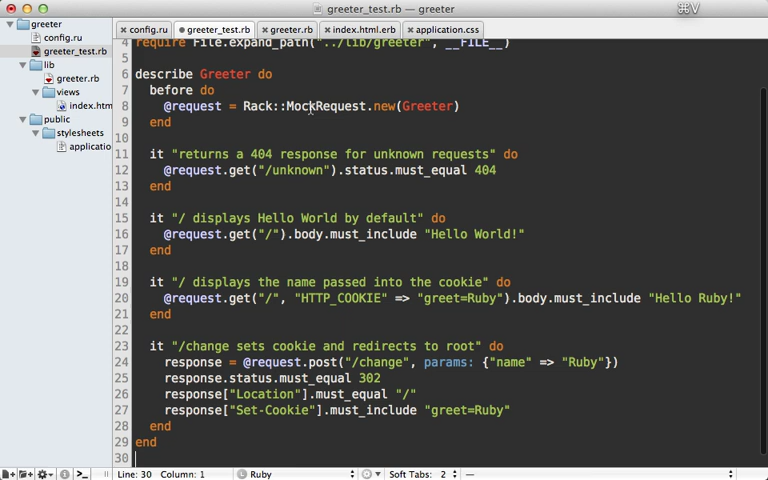 greeter_test.rb — greeter
⌘V
greeter
config.ru
greeter_test.rb
lib
greeter.rb
views
index.htm
public
stylesheets
applicatio
config.ru
greeter_test.rb
greeter.rb
index.html.erb
application.css
4 require File.expand_path("../lib/greeter", __FILE__)
5
6 describe Greeter do
7 before do
8 @request = Rack::MockRequest.new(Greeter)
9 end
10
11 it "returns a 404 response for unknown requests" do
12 @request.get("/unknown").status.must_equal 404
13 end
14
15 it "/ displays Hello World by default" do
16 @request.get("/").body.must_include "Hello World!"
17 end
18
19 it "/ displays the name passed into the cookie" do
20 @request.get("/", "HTTP_COOKIE" => "greet=Ruby").body.must_include "Hello Ruby!"
21 end
22
23 it "/change sets cookie and redirects to root" do
24 response = @request.post("/change", params: {"name" => "Ruby"})
25 response.status.must_equal 302
26 response["Location"].must_equal "/"
27 response["Set-Cookie"].must_include "greet=Ruby"
28 end
29 end
30
Line: 30 Column: 1
Ruby
Soft Tabs: 2
—